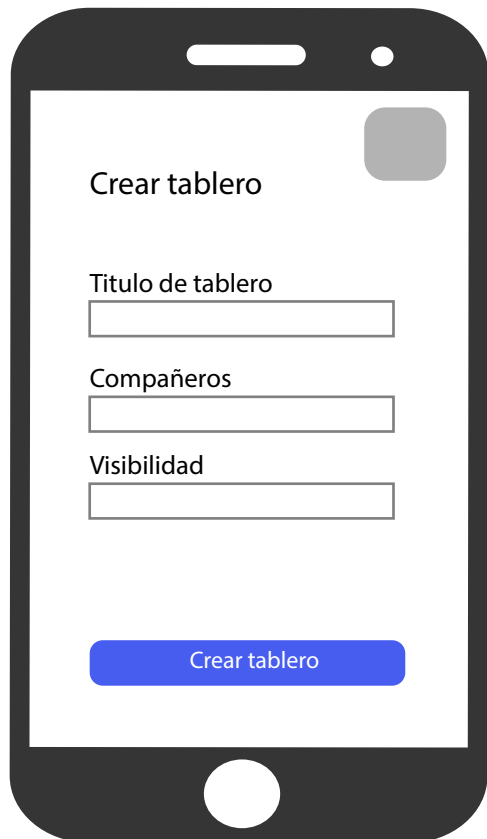 Crear tablero
Titulo de tablero
Compañeros
Visibilidad
Crear tablero